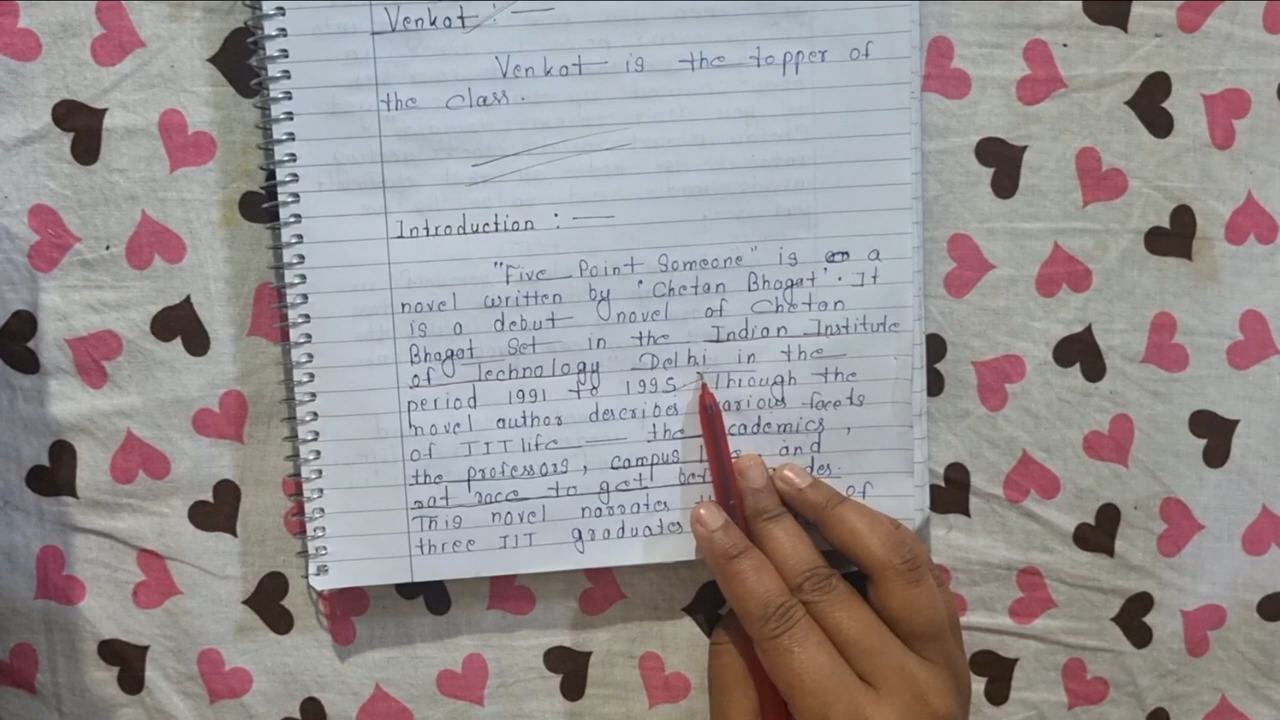 Venkat :—
Venkat is the topper of
the class.
Introduction :—
"Five Point Someone" is a
novel written by 'Chetan Bhagat'. It
is a debut novel of Chetan
Bhagat Set in the Indian Institute
of Technology Delhi in the
period 1991 to 1995. Through the
novel author describes various facets
of IIT life — the academics,
the professors, campus and
rat race to get
This novel narrates of
three IIT graduates